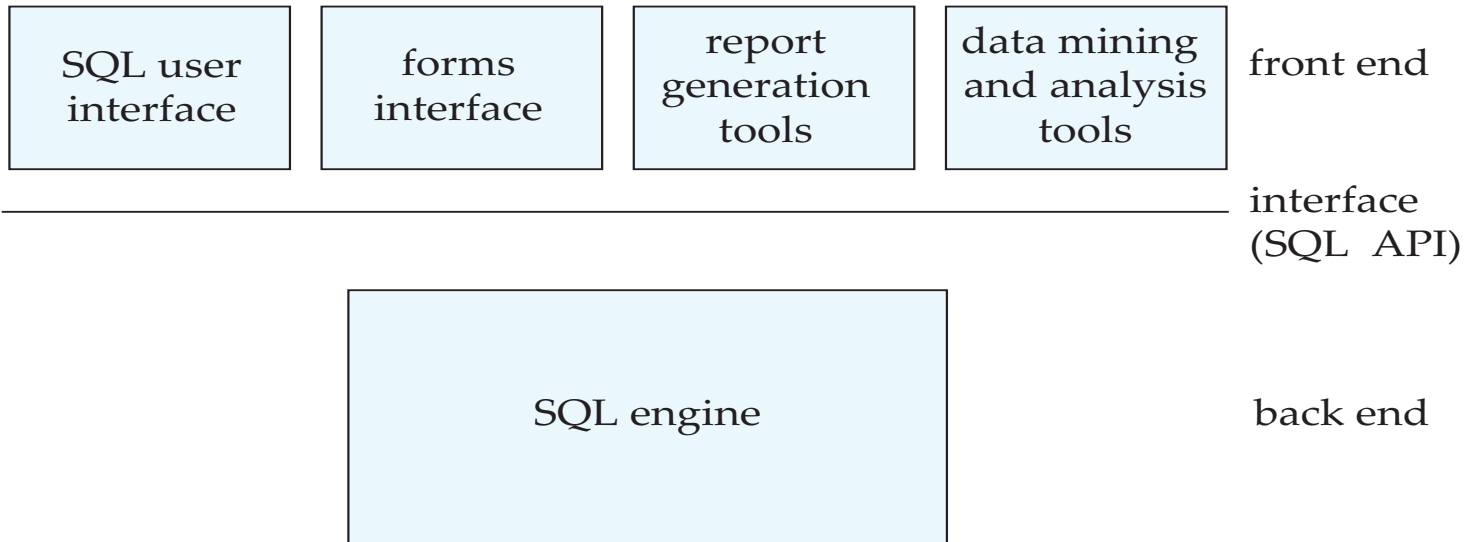 SQL user
interface
forms
interface
report
generation
tools
data mining
and analysis
tools
front end
interface
(SQL API)
SQL engine
back end